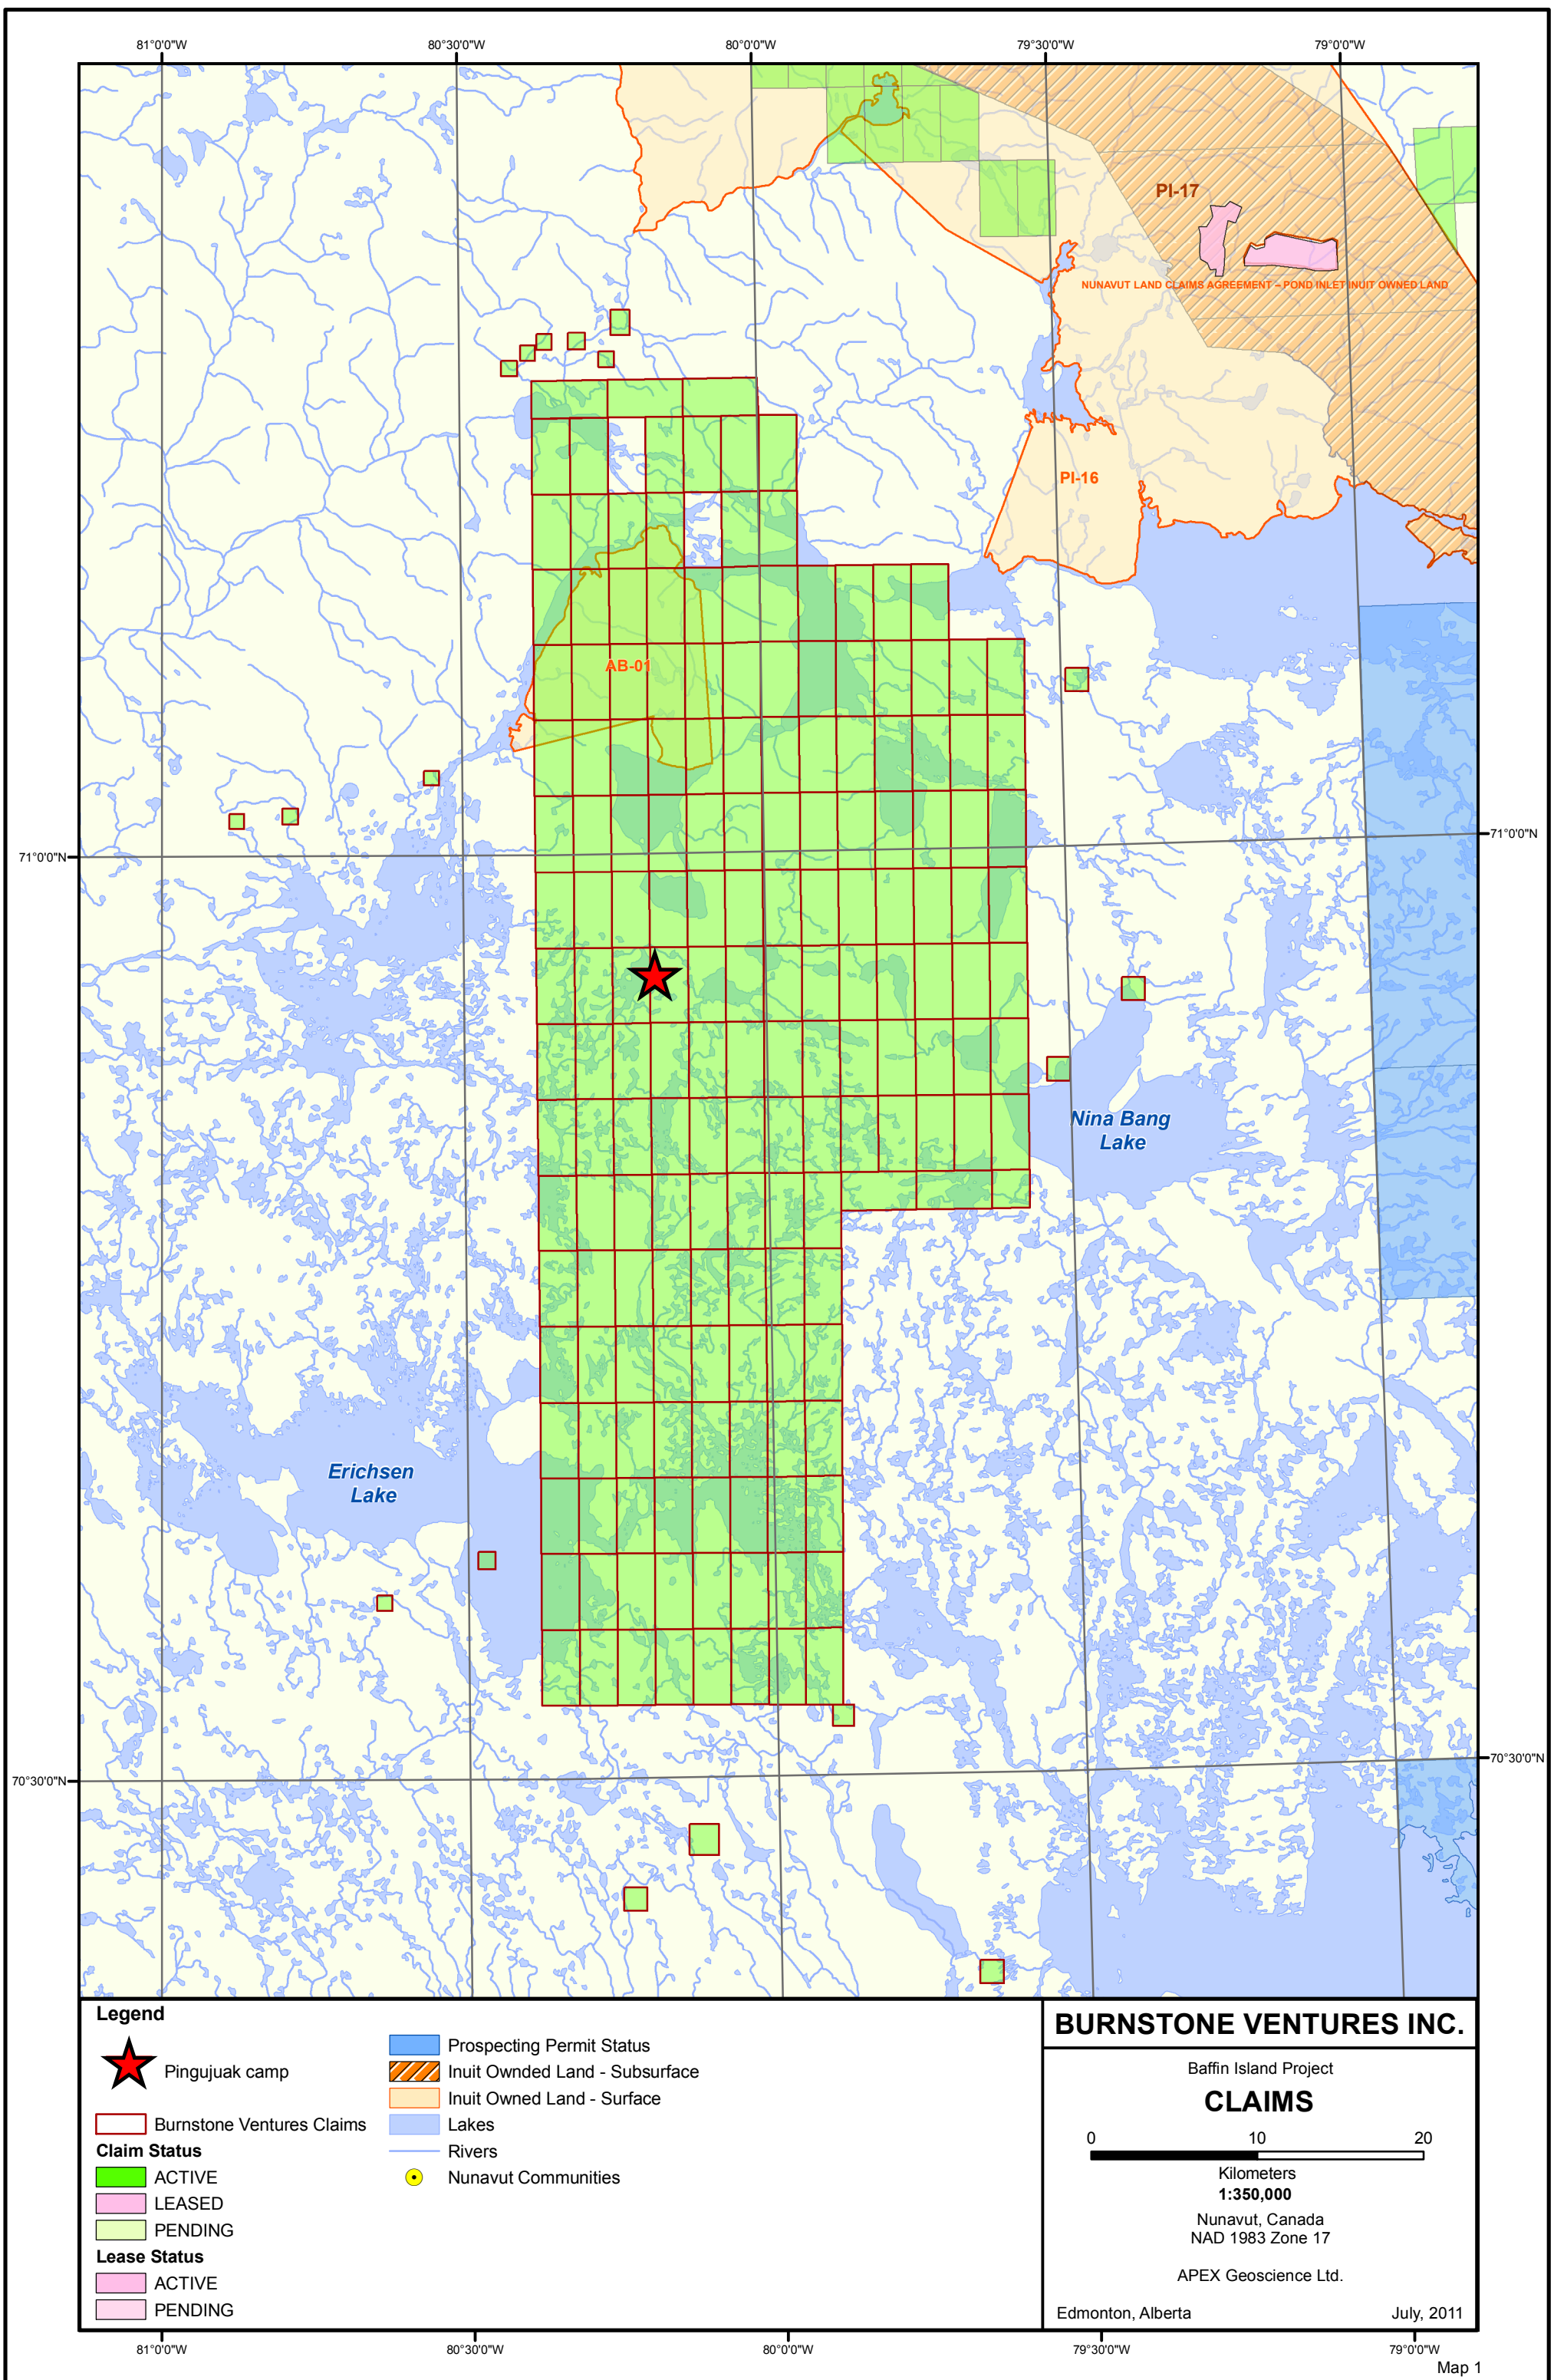 81°0'0"W 80°30'0"W 80°0'0"W 79°30'0"W 79°0'0"W
PI-17
NUNAVUT LAND CLAIMS AGREEMENT – POND INLET INUIT OWNED LAND
PI-16
AB-01
71°0'0"N 71°0'0"N
Nina Bang
Lake
Erichsen
Lake
70°30'0"N 70°30'0"N
Legend
Pingujuak camp
Burnstone Ventures Claims
Claim Status
ACTIVE
LEASED
PENDING
Lease Status
ACTIVE
PENDING
Prospecting Permit Status
Inuit Ownded Land - Subsurface
Inuit Owned Land - Surface
Lakes
Rivers
Nunavut Communities
BURNSTONE VENTURES INC.
Baffin Island Project
CLAIMS
0 10 20
Kilometers
1:350,000
Nunavut, Canada
NAD 1983 Zone 17
APEX Geoscience Ltd.
Edmonton, Alberta July, 2011
81°0'0"W 80°30'0"W 80°0'0"W 79°30'0"W 79°0'0"W
Map 1